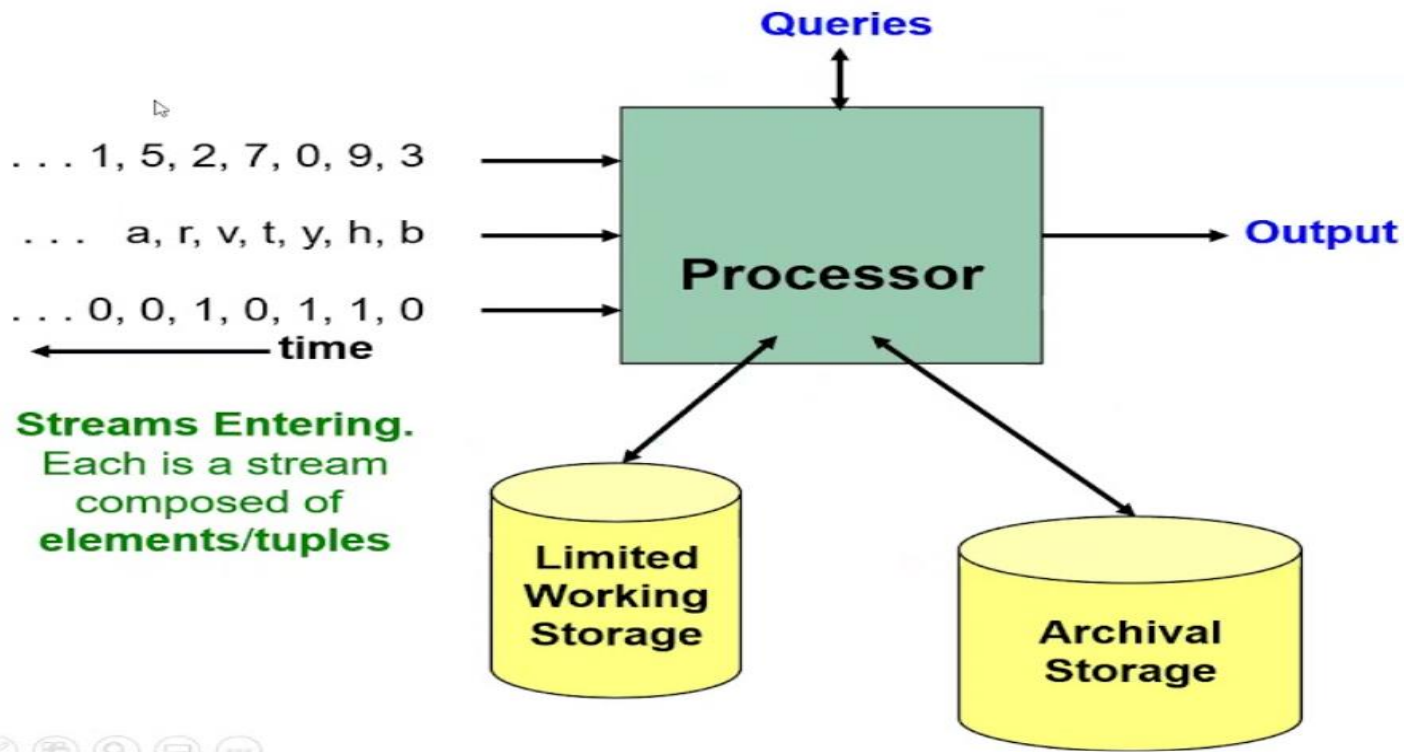 Queries
. . . 1, 5, 2, 7, 0, 9, 3
. . . a, r, v, t, y, h, b
. . . 0, 0, 1, 0, 1, 1, 0
time
Processor
Output
Streams Entering.
Each is a stream
composed of
elements/tuples
Limited
Working
Storage
Archival
Storage